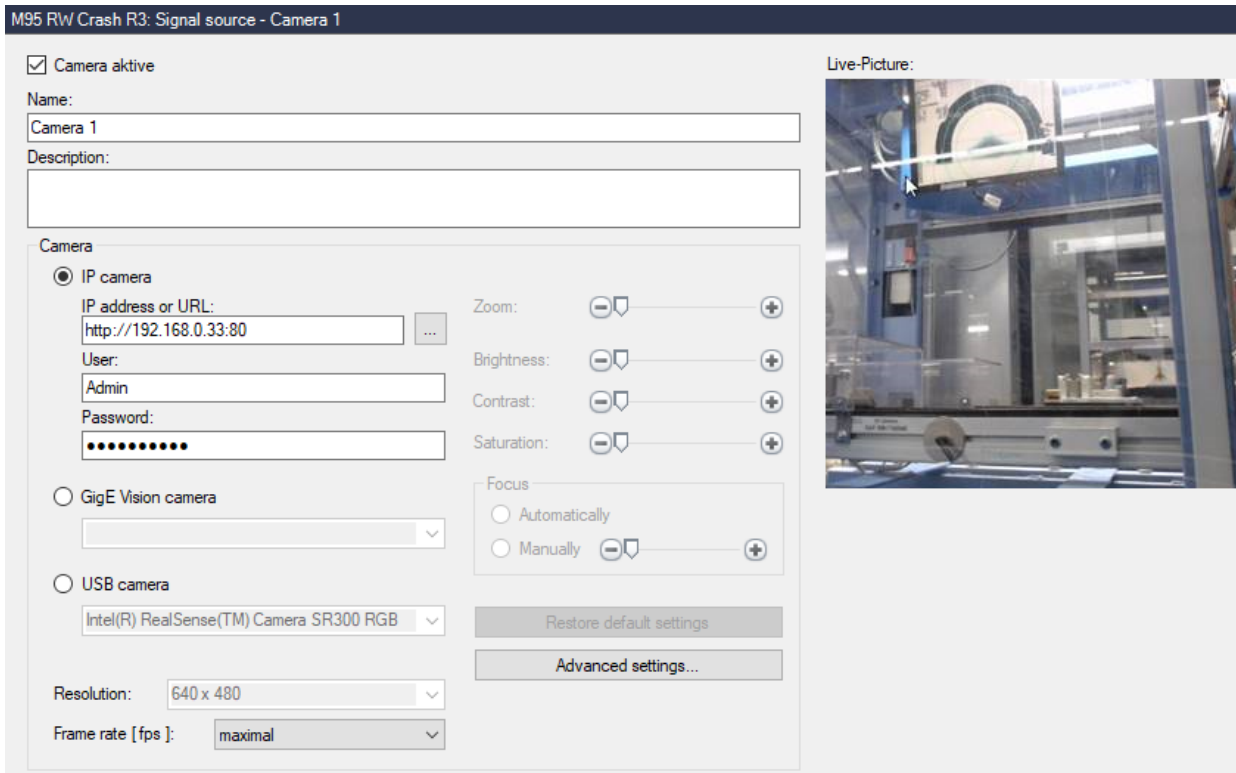 M95 RW Crash R3: Signal source - Camera 1
Camera aktive
Name:
Camera 1
Description:
Camera
IP camera
IP address or URL:
http://192.168.0.33:80
...
User:
Admin
Password:
●●●●●●●●●●
GigE Vision camera
USB camera
Intel(R) RealSense(TM) Camera SR300 RGB
Resolution:
640 x 480
Frame rate [ fps ]:
maximal
Zoom:
Brightness:
Contrast:
Saturation:
Focus
Automatically
Manually
Restore default settings
Advanced settings...
Live-Picture: